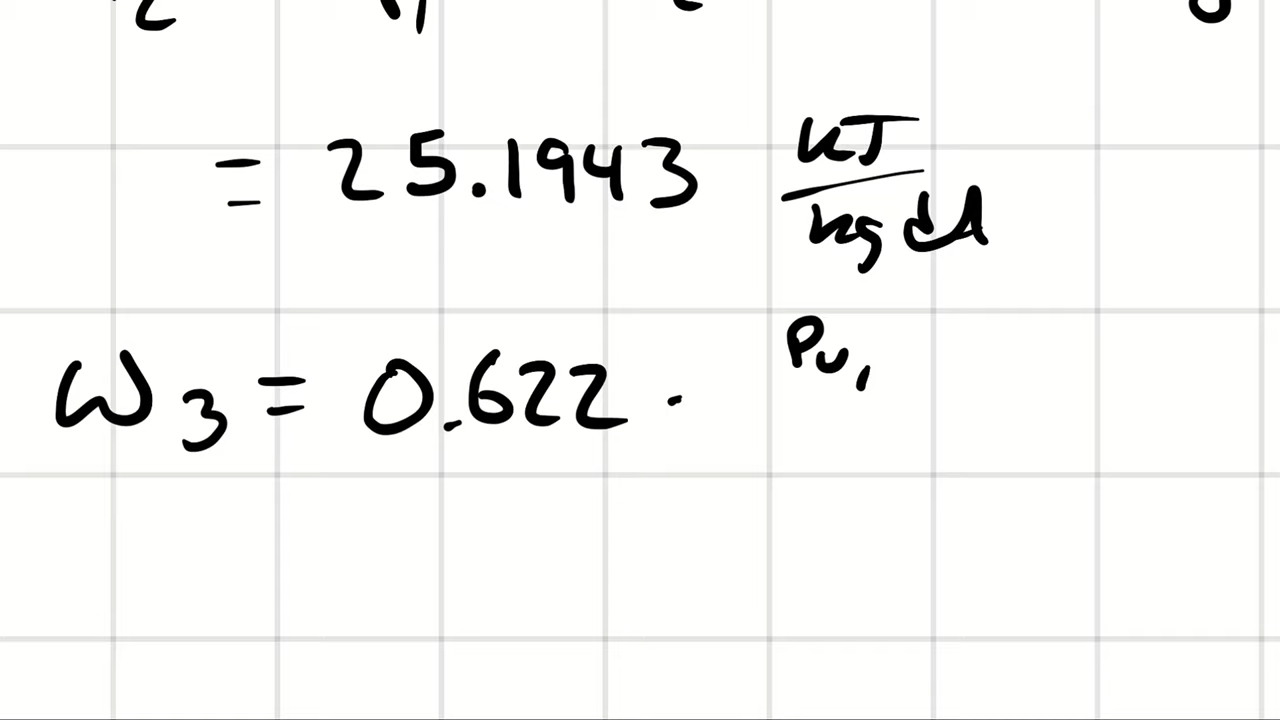 = 25.1943 kJ/kg dA
ω3 = 0.622 · Pv,